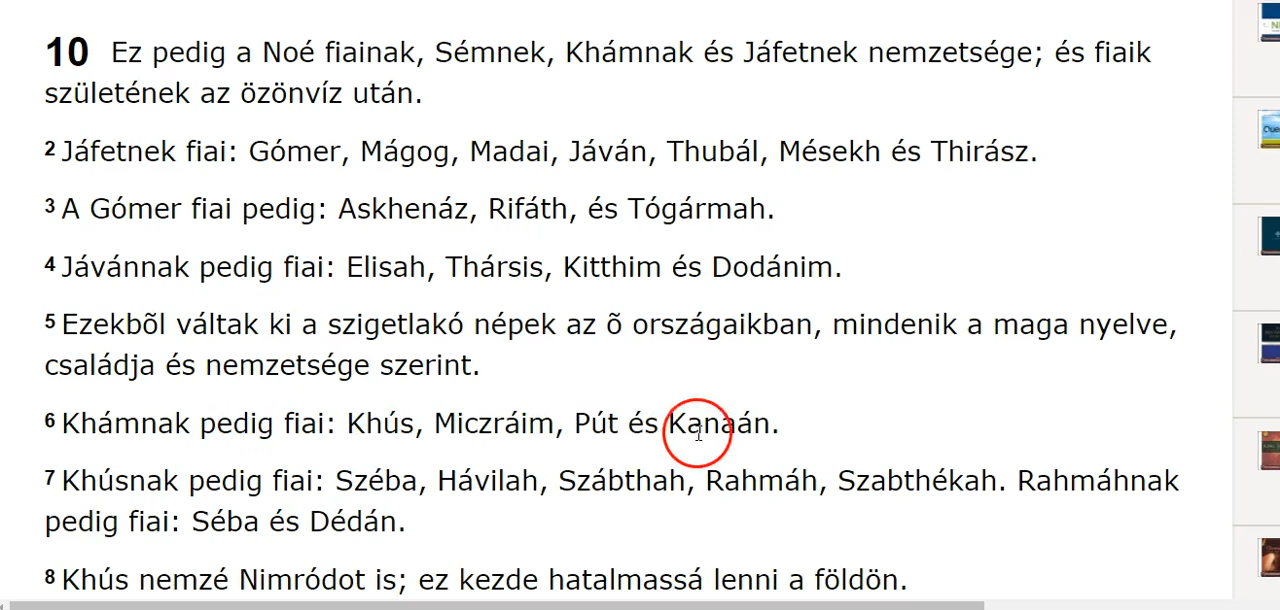 10 Ez pedig a Noé fiainak, Sémnek, Khámnak és Jáfetnek nemzetsége; és fiaik
születének az özönvíz után.
2 Jáfetnek fiai: Gómer, Mágog, Madai, Jáván, Thubál, Mésekh és Thirász.
3 A Gómer fiai pedig: Askhenáz, Rifáth, és Tógármah.
4 Jávánnak pedig fiai: Elisah, Thársis, Kitthim és Dodánim.
5 Ezekbõl váltak ki a szigetlakó népek az õ országaikban, mindenik a maga nyelve,
családja és nemzetsége szerint.
6 Khámnak pedig fiai: Khús, Miczráim, Pút és Kanaán.
7 Khúsnak pedig fiai: Széba, Hávilah, Szábthah, Rahmáh, Szabthékah. Rahmáhnak
pedig fiai: Séba és Dédán.
8 Khús nemzé Nimródot is; ez kezde hatalmassá lenni a földön.